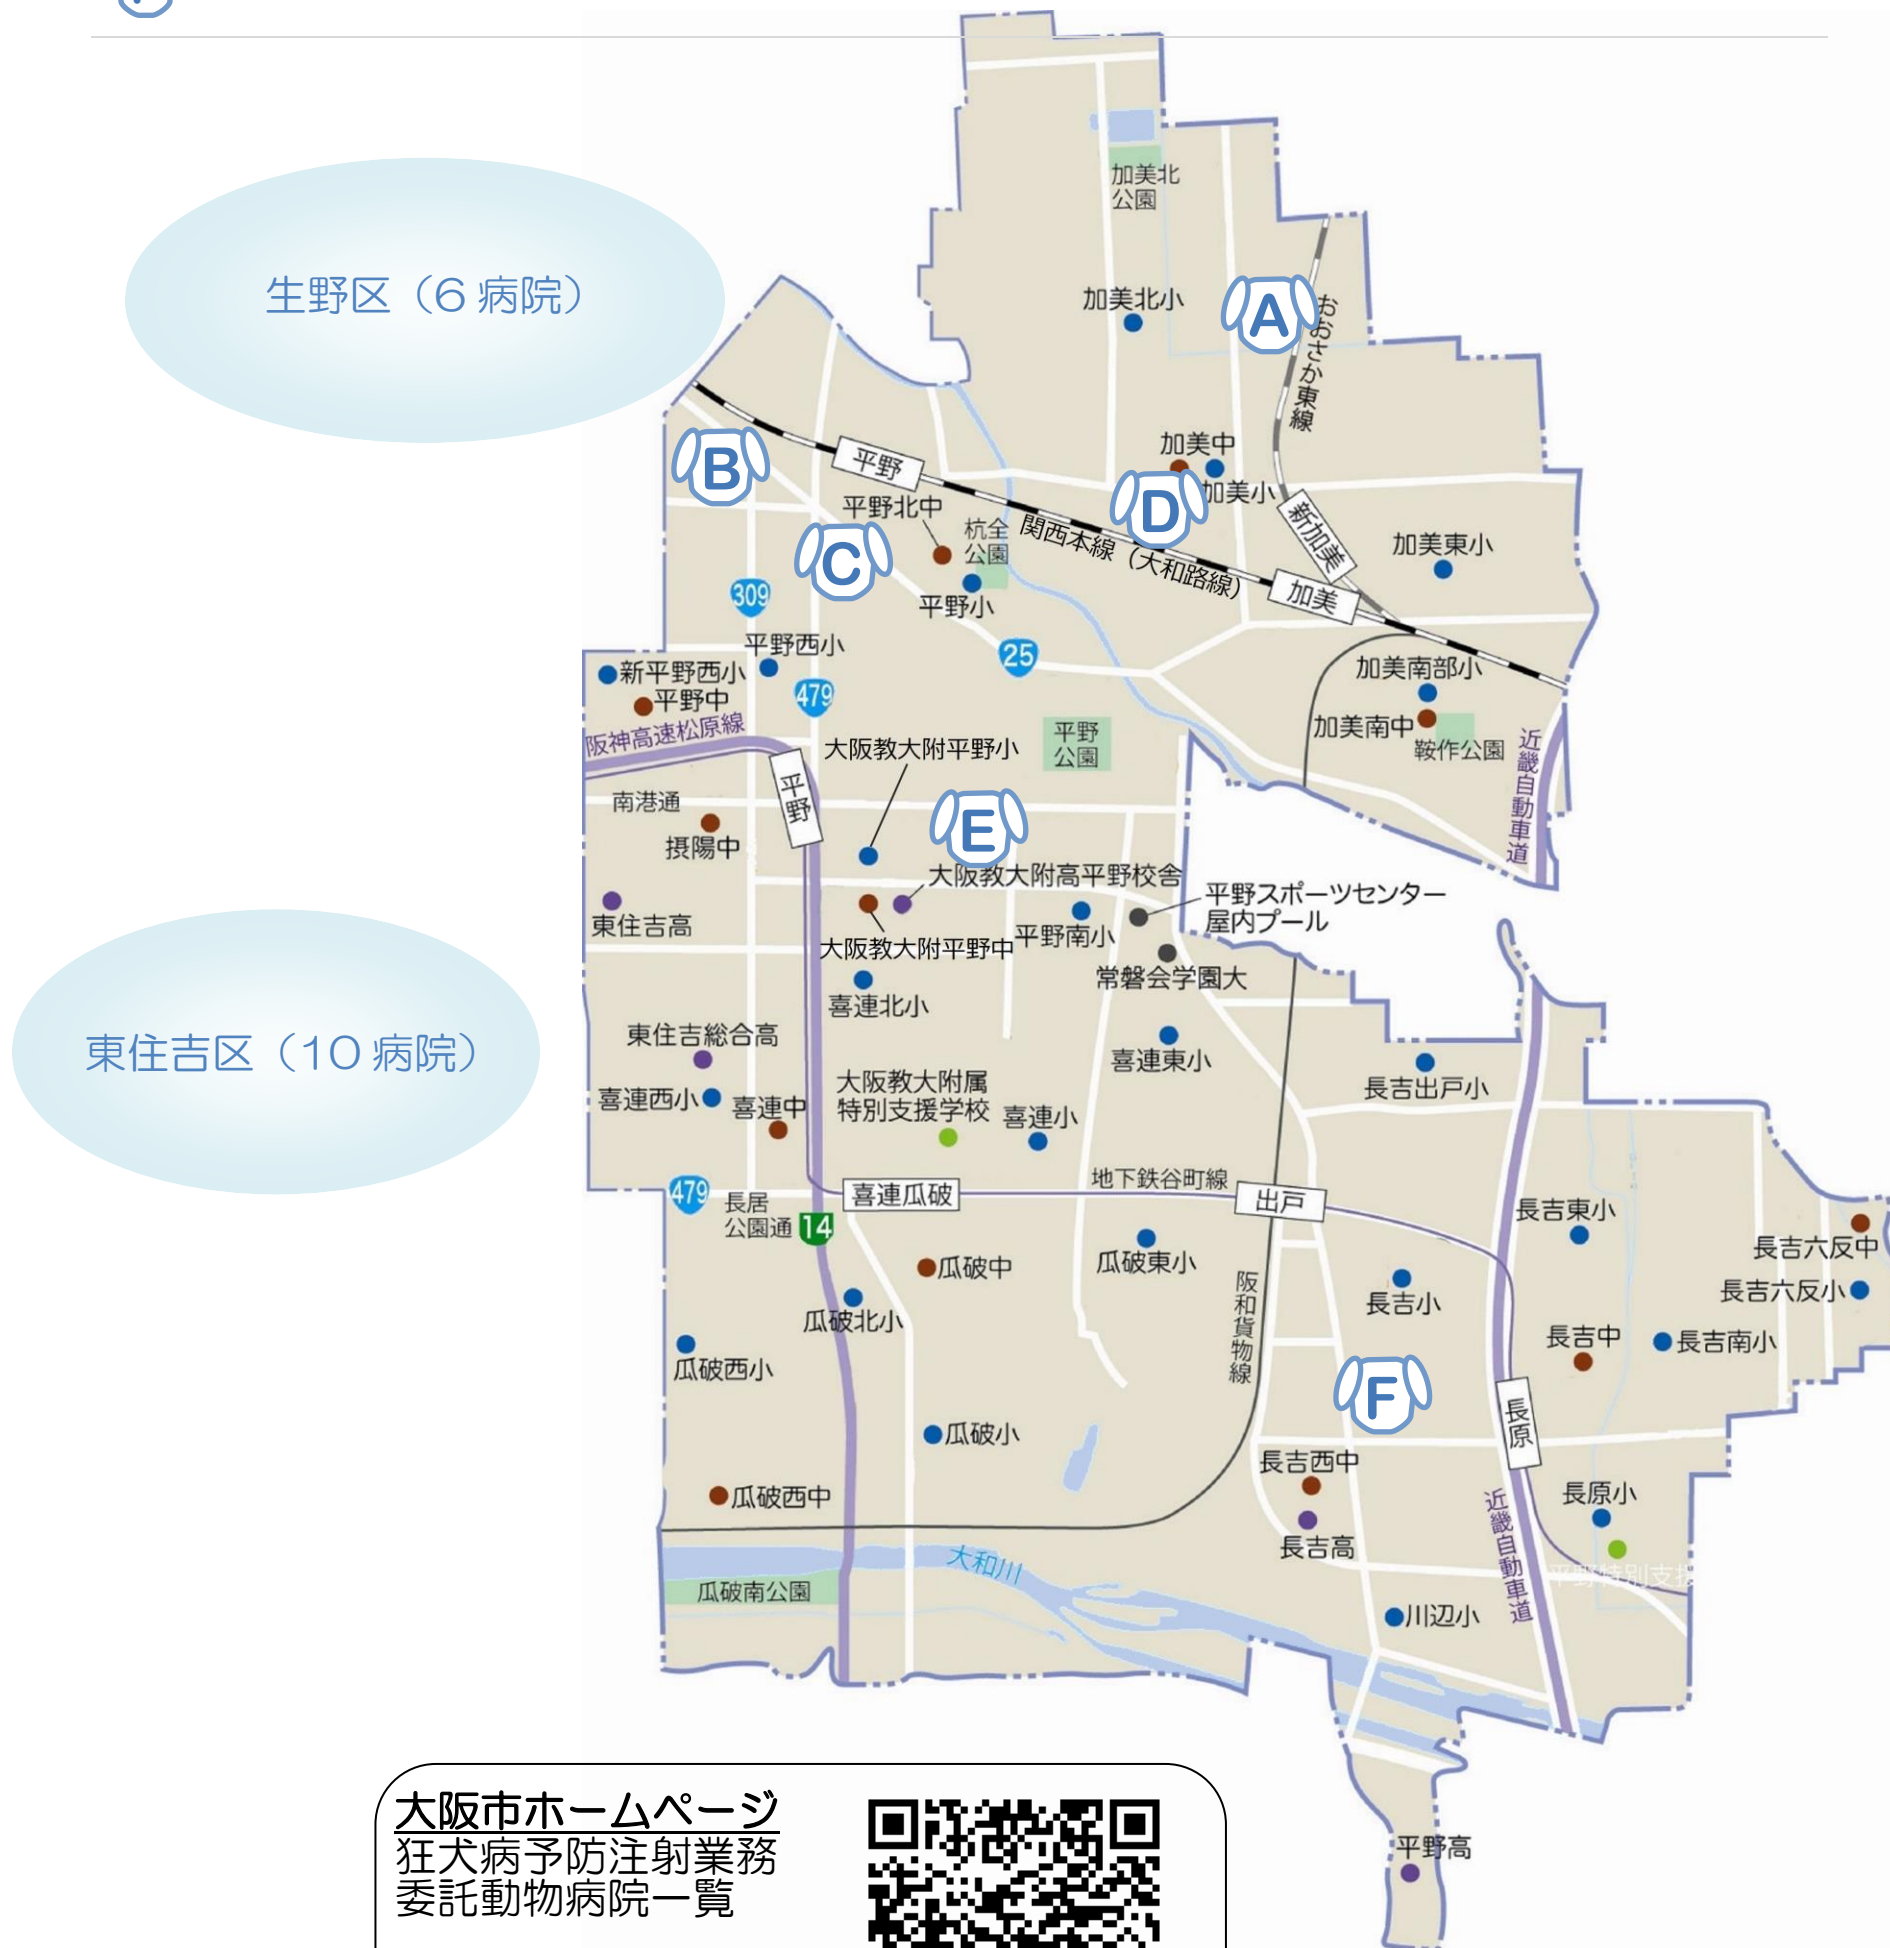 加美北
公園
生野区（6病院）
加美北小
A
おおさか東線
加美中
B
平野
加美小
D
平野北中
新加美
杭全
公園
関西本線（大和路線）
加美東小
C
平野小
加美
309
平野西小
25
新平野西小
加美南部小
平野中
479
加美南中
阪神高速松原線
平野
公園
鞍作公園
近畿自動車道
大阪教大附平野小
平野
南港通
E
摂陽中
大阪教大附高平野校舎
平野スポーツセンター
屋内プール
東住吉高
大阪教大附平野中
平野南小
常磐会学園大
喜連北小
東住吉区（10病院）
東住吉総合高
喜連東小
長吉出戸小
大阪教大附属
特別支援学校
喜連西小
喜連中
喜連小
地下鉄谷町線
479
長居
公園通
喜連瓜破
出戸
長吉東小
14
長吉六反中
瓜破中
瓜破東小
長吉小
長吉六反小
瓜破北小
阪和貨物線
長吉中
長吉南小
瓜破西小
F
長原
瓜破小
長吉西中
瓜破西中
長原小
近畿自動車道
長吉高
大和川
平野特別支援
瓜破南公園
川辺小
大阪市ホームページ
狂犬病予防注射業務
委託動物病院一覧
平野高